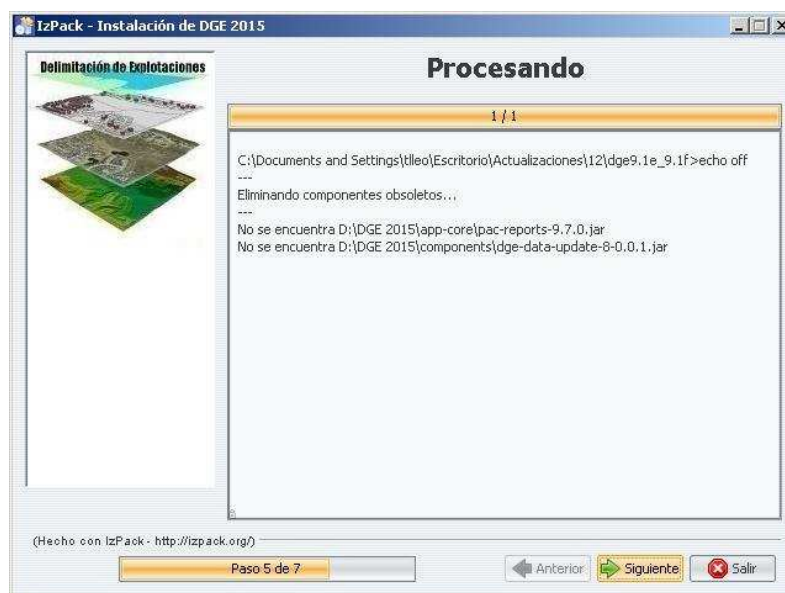 IzPack - Instalación de DGE 2015
Delimitación de Explotaciones
Procesando
1 / 1
C:\Documents and Settings\tlleo\Escritorio\Actualizaciones\12\dge9.1e_9.1f>echo off
---
Eliminando componentes obsoletos...
---
No se encuentra D:\DGE 2015\app-core\pac-reports-9.7.0.jar
No se encuentra D:\DGE 2015\components\dge-data-update-8-0.0.1.jar
(Hecho con IzPack - http://izpack.org/)
Paso 5 de 7
Anterior
Siguiente
Salir